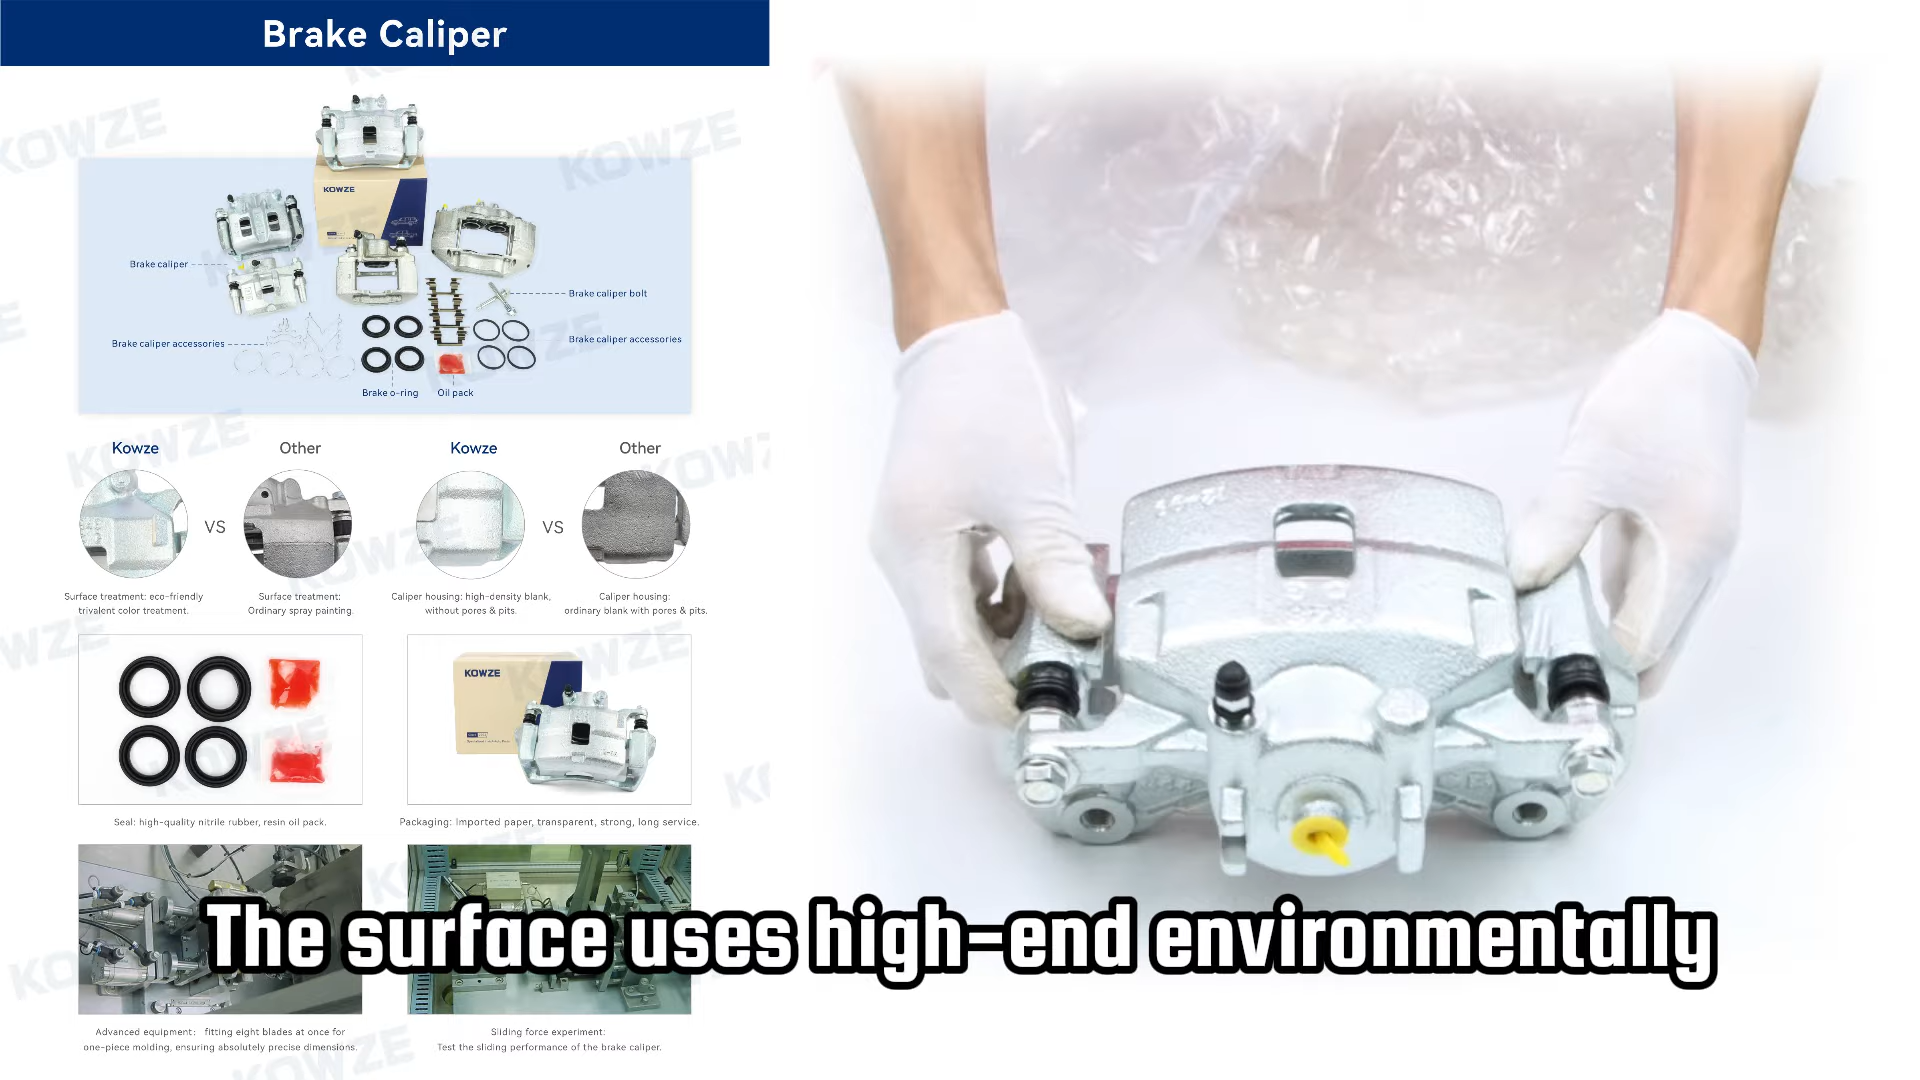 Brake Caliper
KOWZE
KOWZE
KOWZE
Brake caliper
Brake caliper bolt
Brake caliper accessories
Brake caliper accessories
Brake o-ring
Oil pack
Kowze
Other
Kowze
Other
VS
VS
Surface treatment: eco-friendly
trivalent color treatment.
Surface treatment:
Ordinary spray painting.
Caliper housing: high-density blank,
without pores & pits.
Caliper housing:
ordinary blank with pores & pits.
KOWZE
Seal: high-quality nitrile rubber, resin oil pack.
Packaging: Imported paper, transparent, strong, long service.
The surface uses high-end environmentally
Advanced equipment: fitting eight blades at once for
one-piece molding, ensuring absolutely precise dimensions.
Sliding force experiment:
Test the sliding performance of the brake caliper.